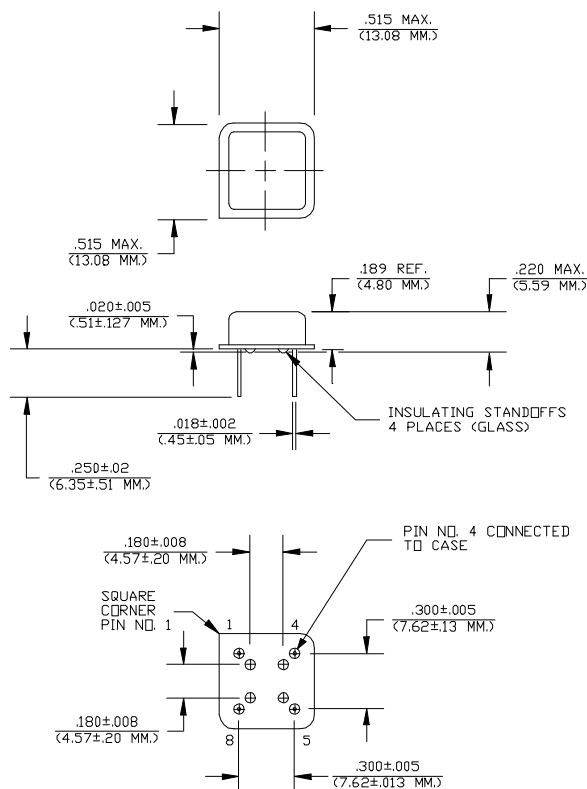 .515 MAX.
(13.08 MM.)
.515 MAX.
(13.08 MM.)
.189 REF.
(4.80 MM.)
.220 MAX.
(5.59 MM.)
.020±.005
(.51±.127 MM.)
INSULATING STANDOFFS
4 PLACES (GLASS)
.018±.002
(.45±.05 MM.)
.250±.02
(6.35±.51 MM.)
.180±.008
(4.57±.20 MM.)
PIN NO. 4 CONNECTED
TO CASE
SQUARE
CORNER
PIN NO. 1
1
4
.300±.005
(7.62±.13 MM.)
.180±.008
(4.57±.20 MM.)
8
5
.300±.005
(7.62±.013 MM.)